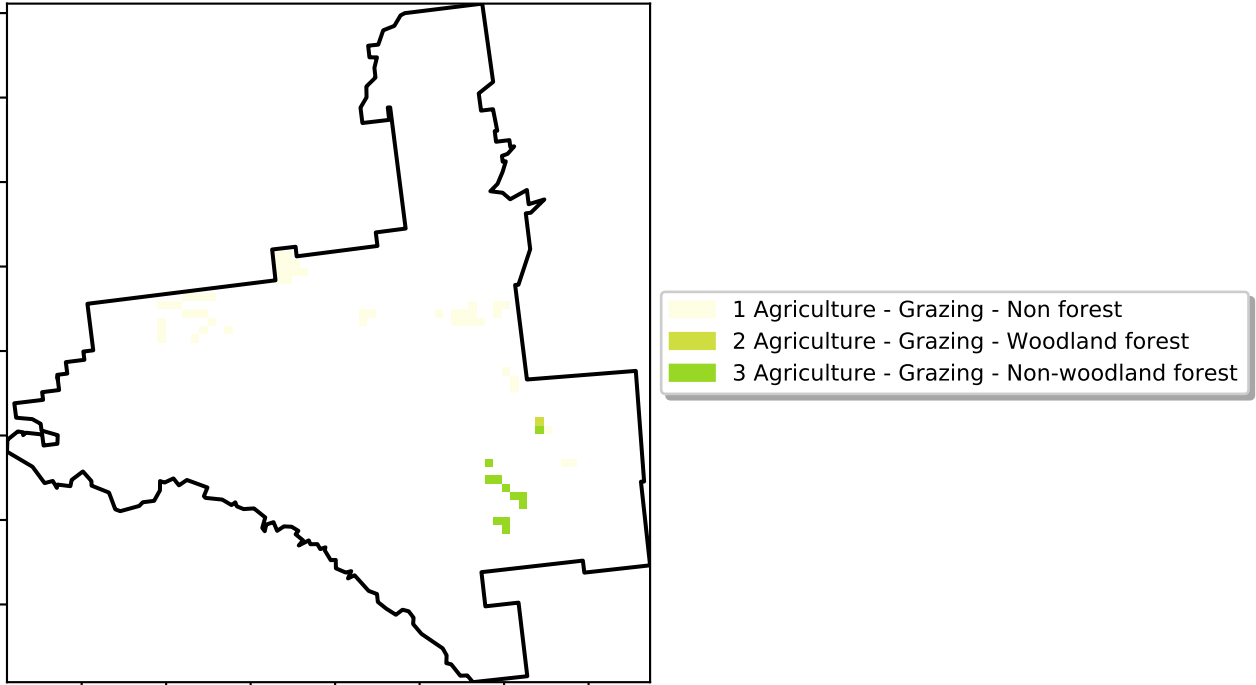 1 Agriculture - Grazing - Non forest
2 Agriculture - Grazing - Woodland forest
3 Agriculture - Grazing - Non-woodland forest